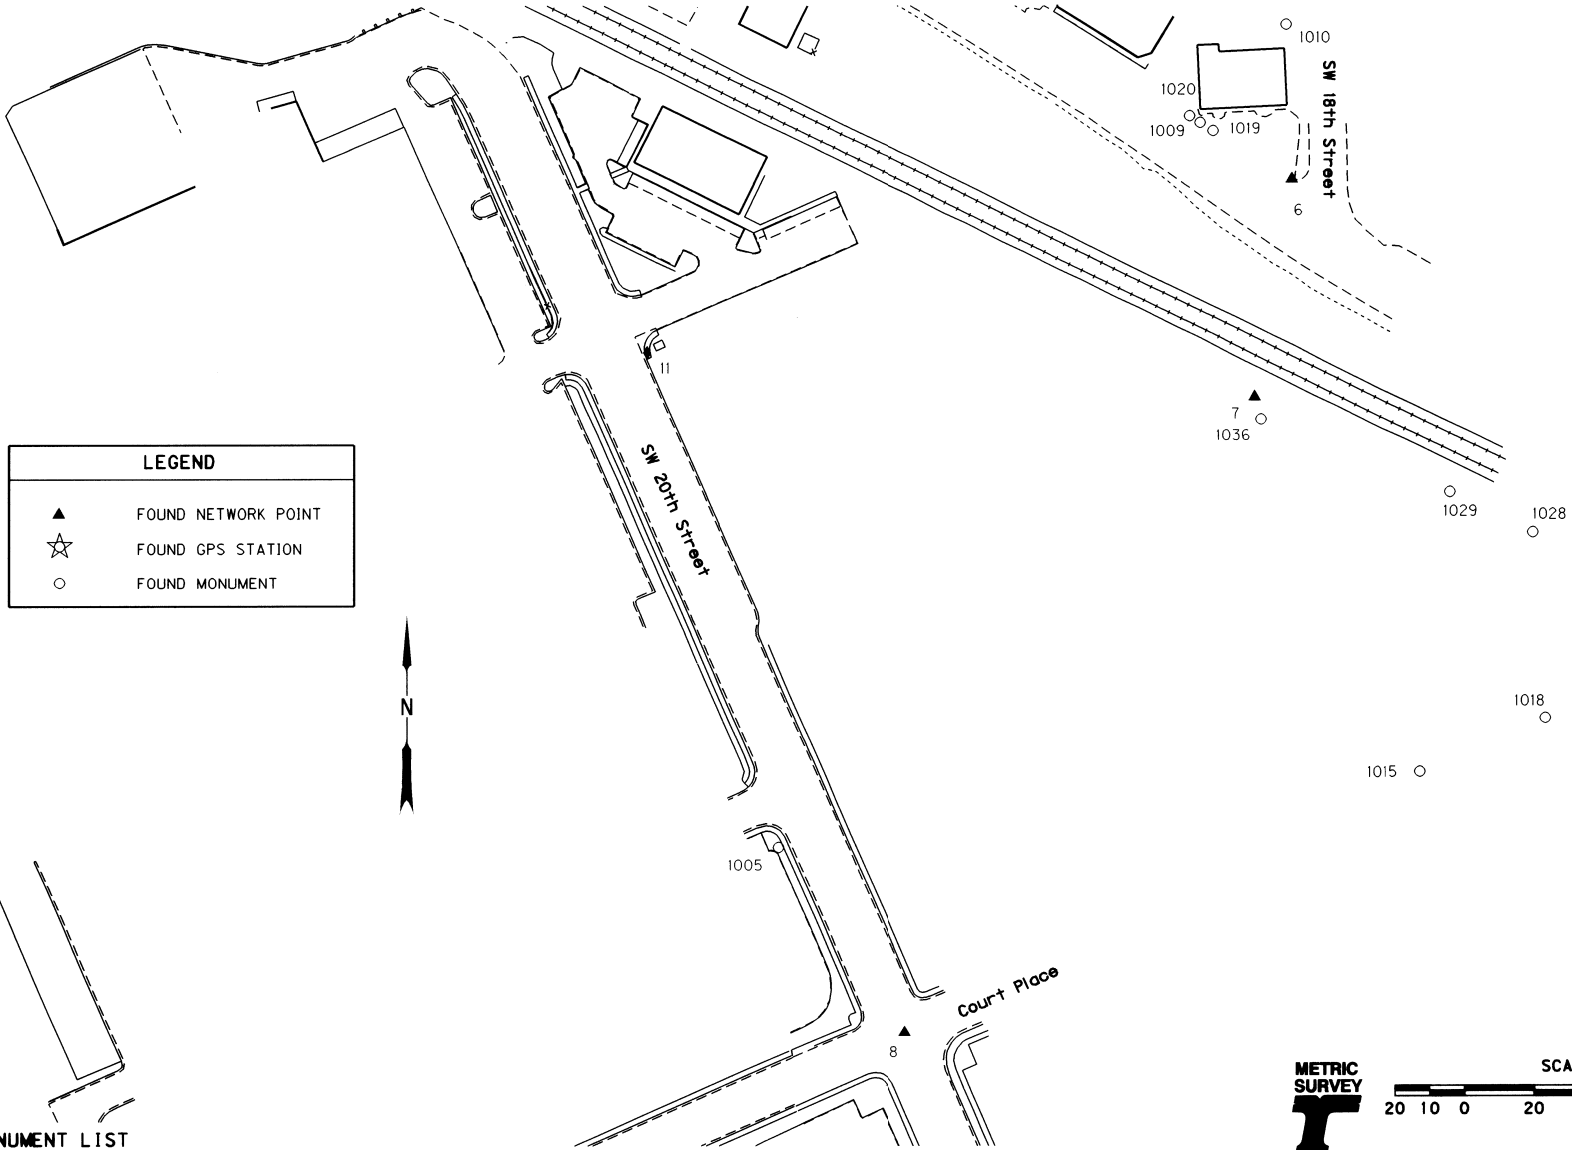 1010
SW 18th Street
1020
1009
1019
6
11
7
1036
SW 20th Street
LEGEND
FOUND NETWORK POINT
FOUND GPS STATION
FOUND MONUMENT
1029
1028
N
1018
1015
1005
Court Place
8
METRIC
SURVEY
SCA
20 10 0 20
NUMENT LIST